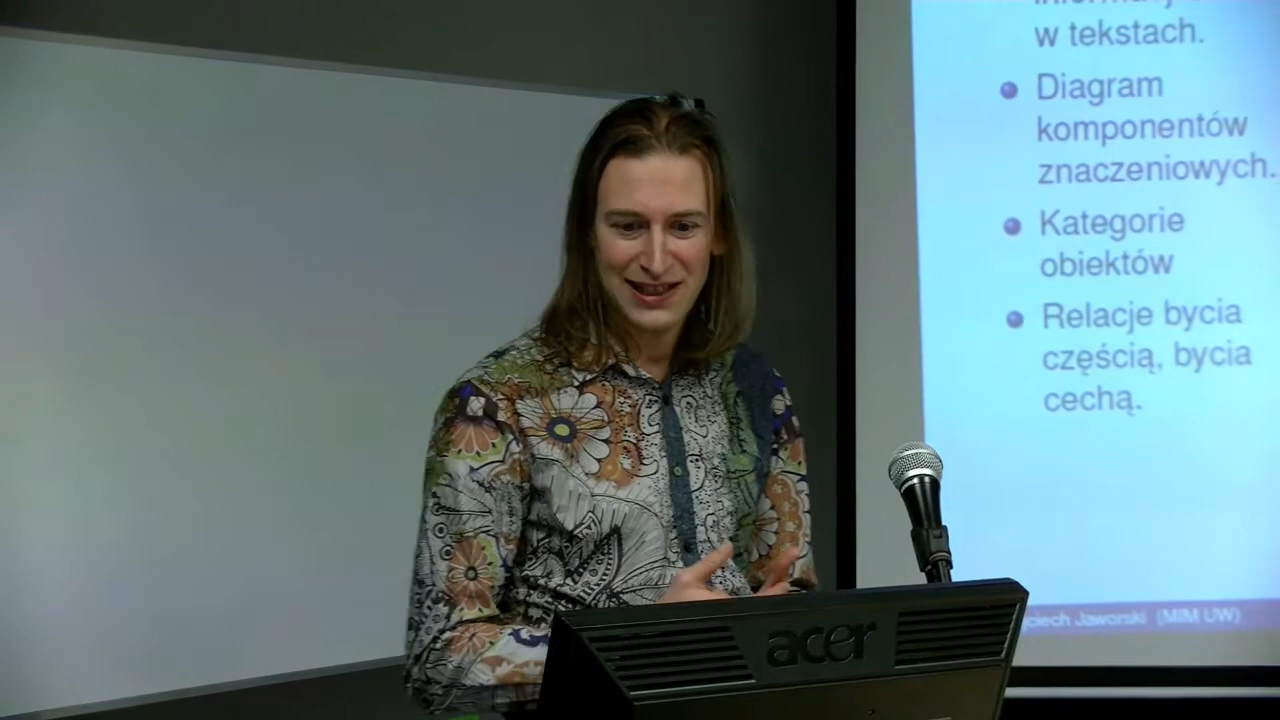 w tekstach.
Diagram
komponentów
znaczeniowych.
Kategorie
obiektów
Relacje bycia
częścią, bycia
cechą.
Jaworski (MIM UW)
acer